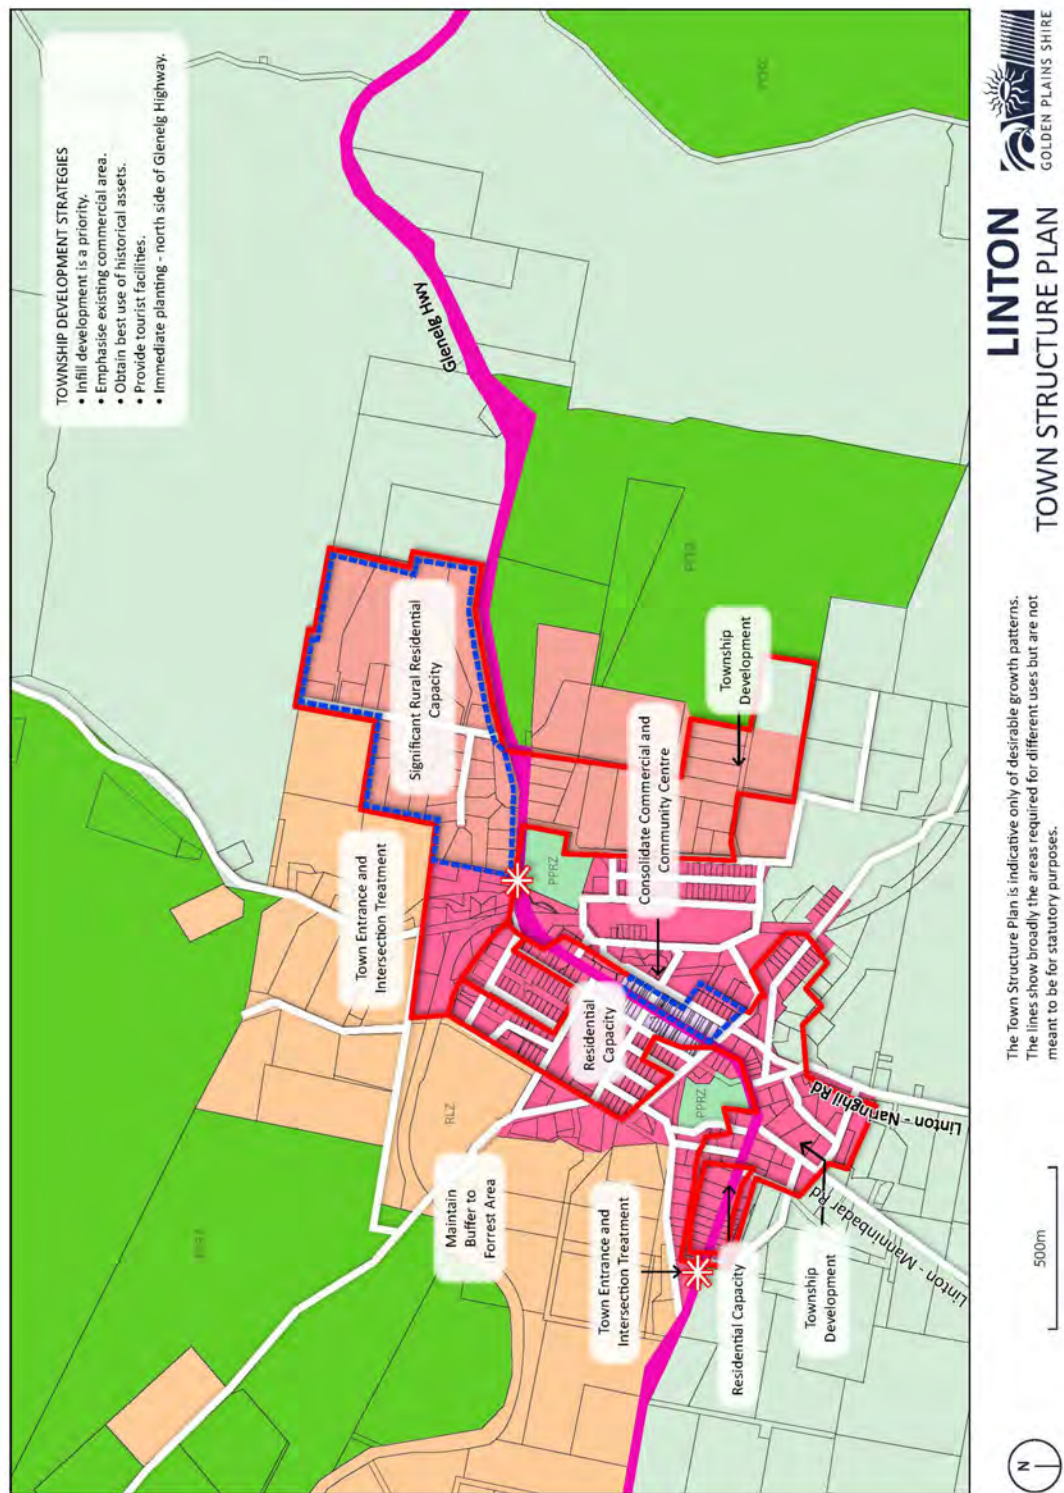 TOWNSHIP DEVELOPMENT STRATEGIES
• Infill development is a priority.
• Emphasise existing commercial area.
• Obtain best use of historical assets.
• Provide tourist facilities.
• Immediate planting - north side of Glenelg Highway.
Glenelg Hwy
Significant Rural Residential
Capacity
Town Entrance and
Intersection Treatment
Maintain
Buffer to
Forrest Area
Residential
Capacity
Town Entrance and
Intersection Treatment
Consolidate Commercial and
Community Centre
Township
Development
Residential Capacity
Township
Development
RLZ
PPRZ
PPRZ
Linton - Naringhil Rd
Linton - Manninbadar Rd
N
500m
The Town Structure Plan is indicative only of desirable growth patterns.
The lines show broadly the areas required for different uses but are not
meant to be for statutory purposes.
LINTON
TOWN STRUCTURE PLAN
GOLDEN PLAINS SHIRE